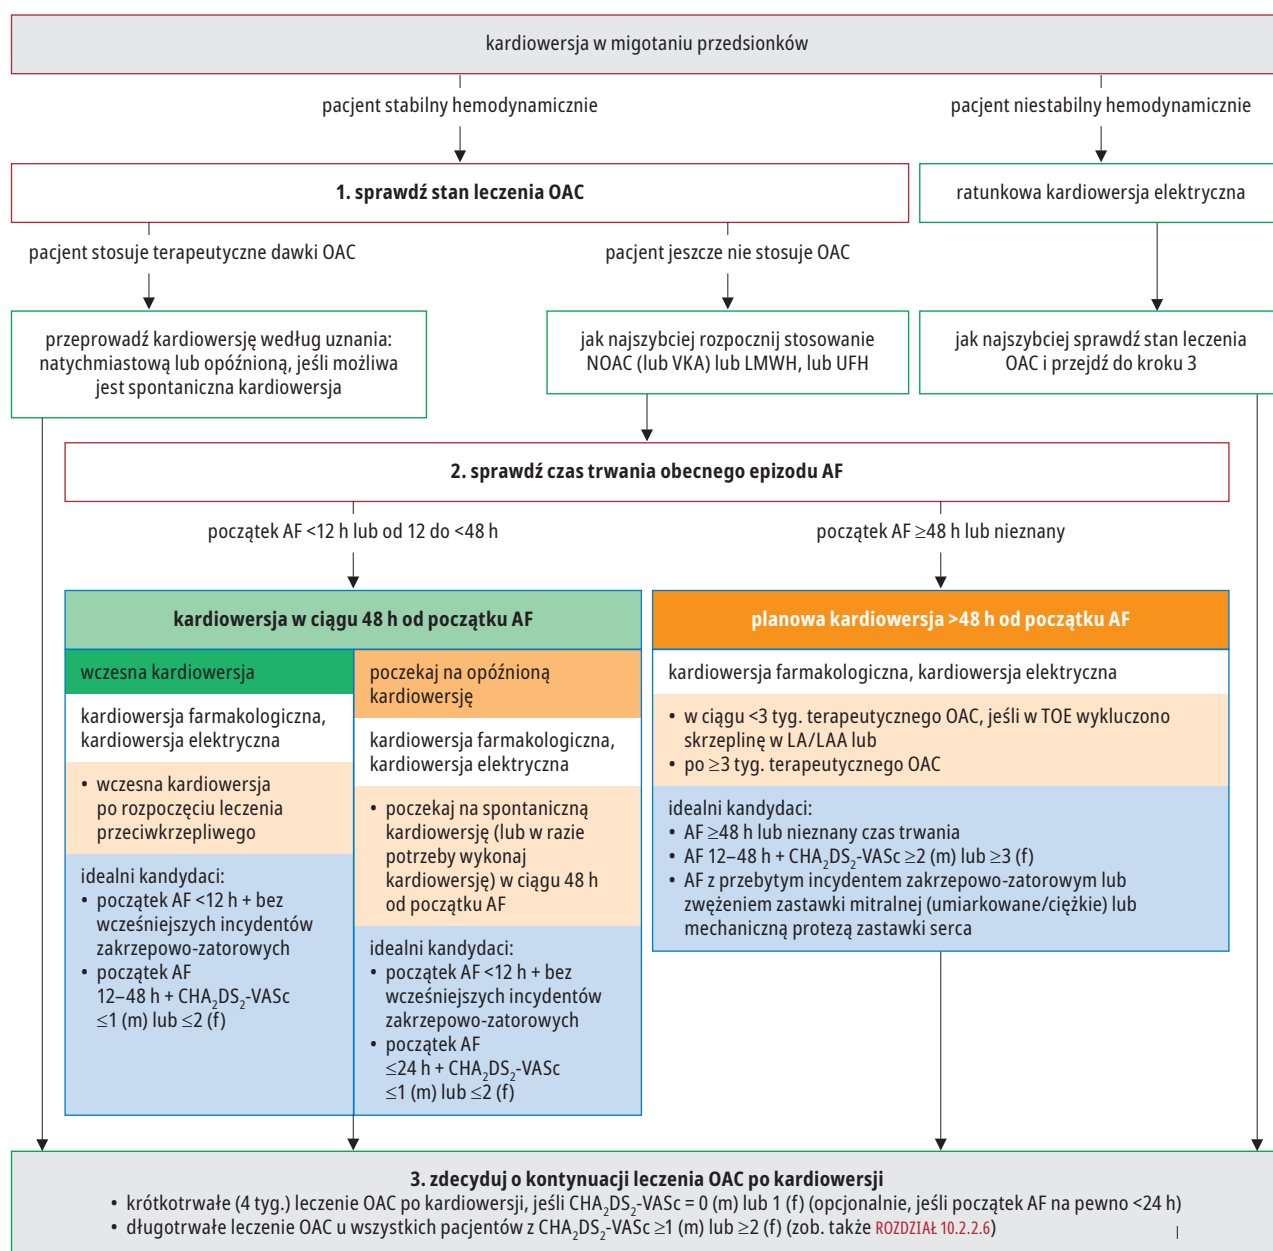 kardiowersja w migotaniu przedsionków
pacjent stabilny hemodynamicznie
pacjent niestabilny hemodynamicznie
1. sprawdź stan leczenia OAC
ratunkowa kardiowersja elektryczna
pacjent stosuje terapeutyczne dawki OAC
pacjent jeszcze nie stosuje OAC
przeprowadź kardiowersję według uznania:
natychmiastową lub opóźnioną, jeśli możliwa
jest spontaniczna kardiowersja
jak najszybciej rozpocznij stosowanie
NOAC (lub VKA) lub LMWH, lub UFH
jak najszybciej sprawdź stan leczenia
OAC i przejdź do kroku 3
2. sprawdź czas trwania obecnego epizodu AF
początek AF <12 h lub od 12 do <48 h
początek AF ≥48 h lub nieznany
kardiowersja w ciągu 48 h od początku AF
wczesna kardiowersja
kardiowersja farmakologiczna,
kardiowersja elektryczna
• wczesna kardiowersja
po rozpoczęciu leczenia
przeciwkrzepliwego
idealni kandydaci:
• początek AF <12 h + bez
wcześniejszych incydentów
zakrzepowo-zatorowych
• początek AF
12–48 h + CHA₂DS₂-VASc
≤1 (m) lub ≤2 (f)
poczekaj na opóźnioną
kardiowersję
kardiowersja farmakologiczna,
kardiowersja elektryczna
• poczekaj na spontaniczną
kardiowersję (lub w razie
potrzeby wykonaj
kardiowersję) w ciągu 48 h
od początku AF
idealni kandydaci:
• początek AF <12 h + bez
wcześniejszych incydentów
zakrzepowo-zatorowych
• początek AF
≤24 h + CHA₂DS₂-VASc
≤1 (m) lub ≤2 (f)
planowa kardiowersja >48 h od początku AF
kardiowersja farmakologiczna, kardiowersja elektryczna
• w ciągu <3 tyg. terapeutycznego OAC, jeśli w TOE wykluczono
skrzeplinę w LA/LAA lub
• po ≥3 tyg. terapeutycznego OAC
idealni kandydaci:
• AF ≥48 h lub nieznany czas trwania
• AF 12–48 h + CHA₂DS₂-VASc ≥2 (m) lub ≥3 (f)
• AF z przebytym incydentem zakrzepowo-zatorowym lub
zwężeniem zastawki mitralnej (umiarkowane/ciężkie) lub
mechaniczną protezą zastawki serca
3. zdecyduj o kontynuacji leczenia OAC po kardiowersji
• krótkotrwałe (4 tyg.) leczenie OAC po kardiowersji, jeśli CHA₂DS₂-VASc = 0 (m) lub 1 (f) (opcjonalnie, jeśli początek AF na pewno <24 h)
• długotrwałe leczenie OAC u wszystkich pacjentów z CHA₂DS₂-VASc ≥1 (m) lub ≥2 (f) (zob. także ROZDZIAŁ 10.2.2.6)